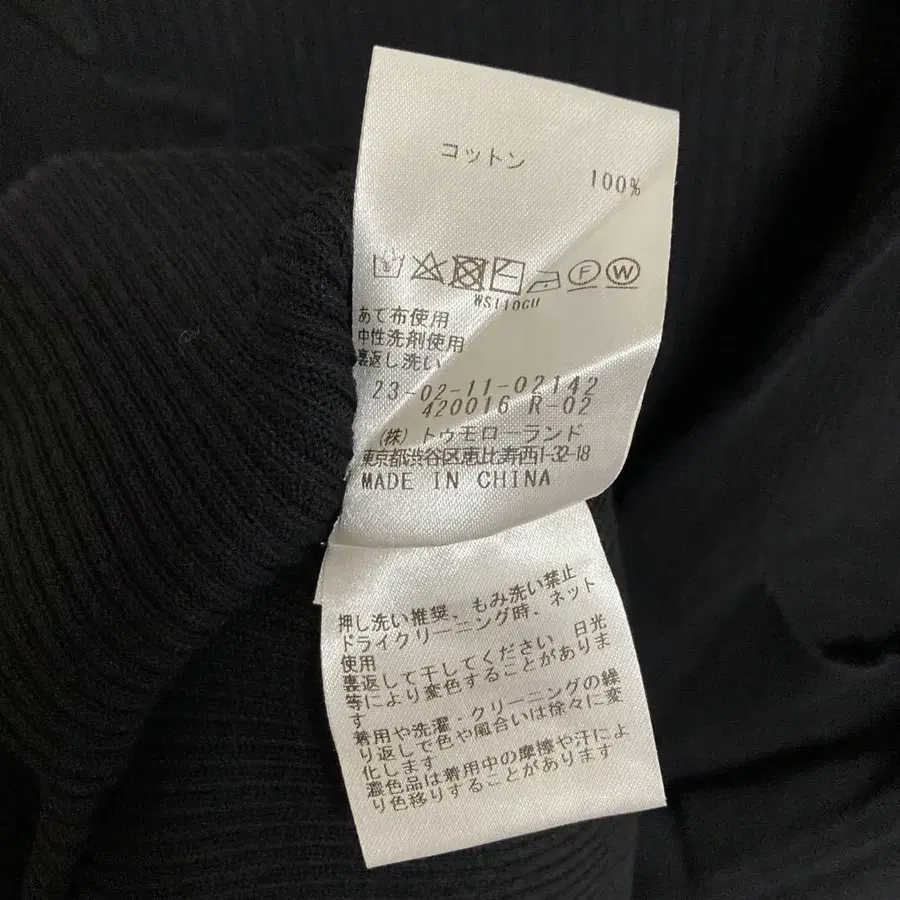 コットン
100%
F W
WS110CU
あて布使用
中性洗剤使用
裏返し洗い
23-02-11-02142
420016 R-02
(株)トゥモローランド
東京都渋谷区恵比寿西1-32-18
MADE IN CHINA
押し洗い推奨、もみ洗い禁止
ドライクリーニング時、ネット
使用
裏返して干してください。日光
等により変色することがありま
す
着用や洗濯・クリーニングの繰
り返しで色や風合いは徐々に変
化します
濃色品は着用中の摩擦や汗によ
り色移りすることがあります